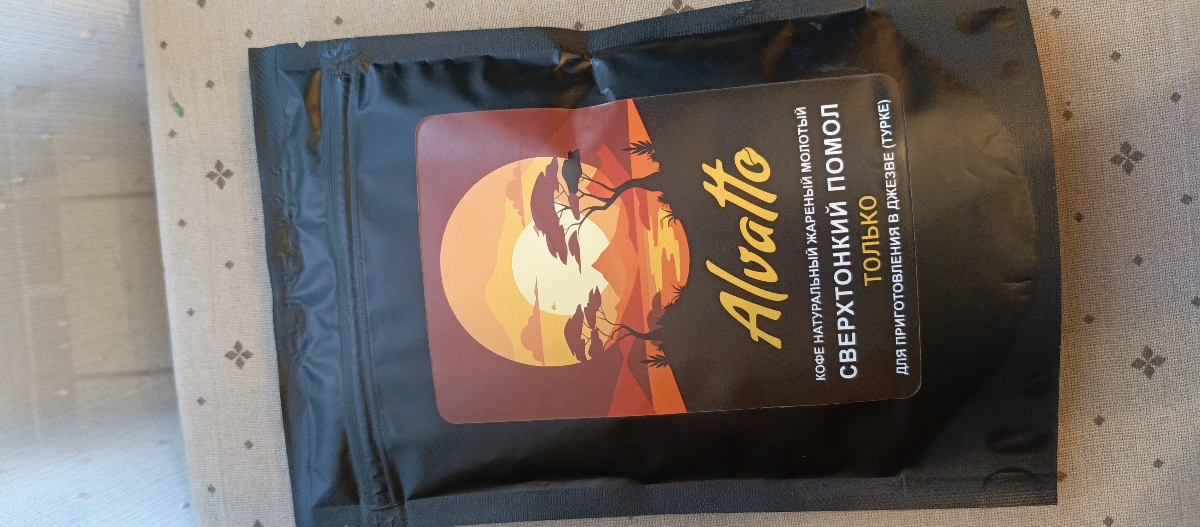 Alvatto
КОФЕ НАТУРАЛЬНЫЙ ЖАРЕНЫЙ МОЛОТЫЙ
СВЕРХТОНКИЙ ПОМОЛ
ТОЛЬКО
ДЛЯ ПРИГОТОВЛЕНИЯ В ДЖЕЗВЕ (ТУРКЕ)